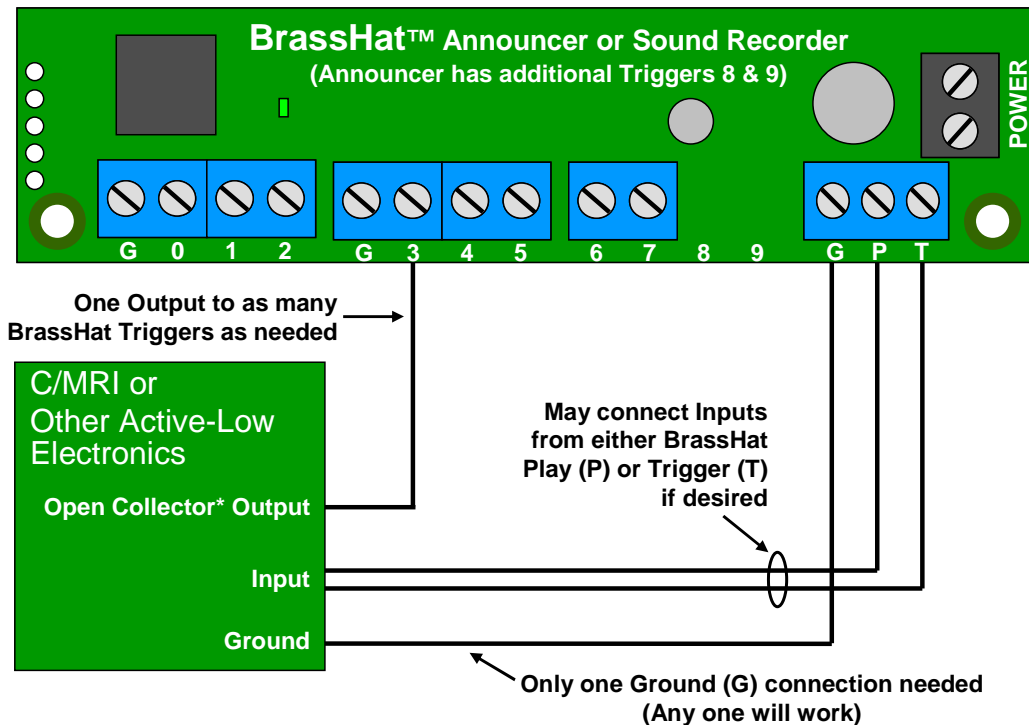 BrassHat™ Announcer or Sound Recorder
(Announcer has additional Triggers 8 & 9)
POWER
G 0 1 2 G 3 4 5 6 7 8 9 G P T
One Output to as many
BrassHat Triggers as needed
C/MRI or
Other Active-Low
Electronics
Open Collector* Output
Input
Ground
May connect Inputs
from either BrassHat
Play (P) or Trigger (T)
if desired
Only one Ground (G) connection needed
(Any one will work)